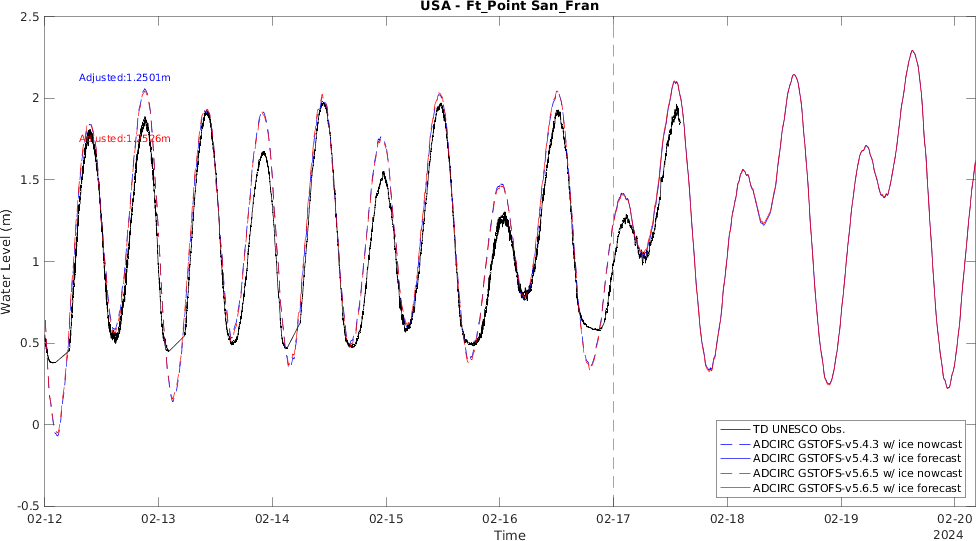 USA - Ft_Point San_Fran
2.5
2
1.5
1
0.5
0
-0.5
Water Level (m)
Adjusted:1.2501m
02-12
02-13
02-14
02-15
02-16
02-17
02-18
02-19
02-20
2024
Time
TD UNESCO Obs.
ADCIRC GSTOFS-v5.4.3 w/ ice nowcast
ADCIRC GSTOFS-v5.4.3 w/ ice forecast
ADCIRC GSTOFS-v5.6.5 w/ ice nowcast
ADCIRC GSTOFS-v5.6.5 w/ ice forecast